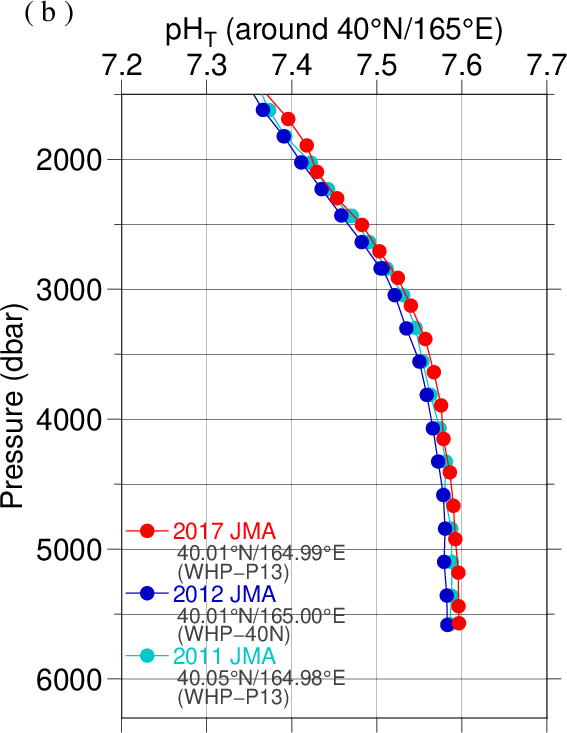 ( b )
pH_T (around 40°N/165°E)
7.2 7.3 7.4 7.5 7.6 7.7
2000
3000
4000
5000
6000
Pressure (dbar)
2017 JMA
40.01°N/164.99°E
(WHP−P13)
2012 JMA
40.01°N/165.00°E
(WHP−40N)
2011 JMA
40.05°N/164.98°E
(WHP−P13)